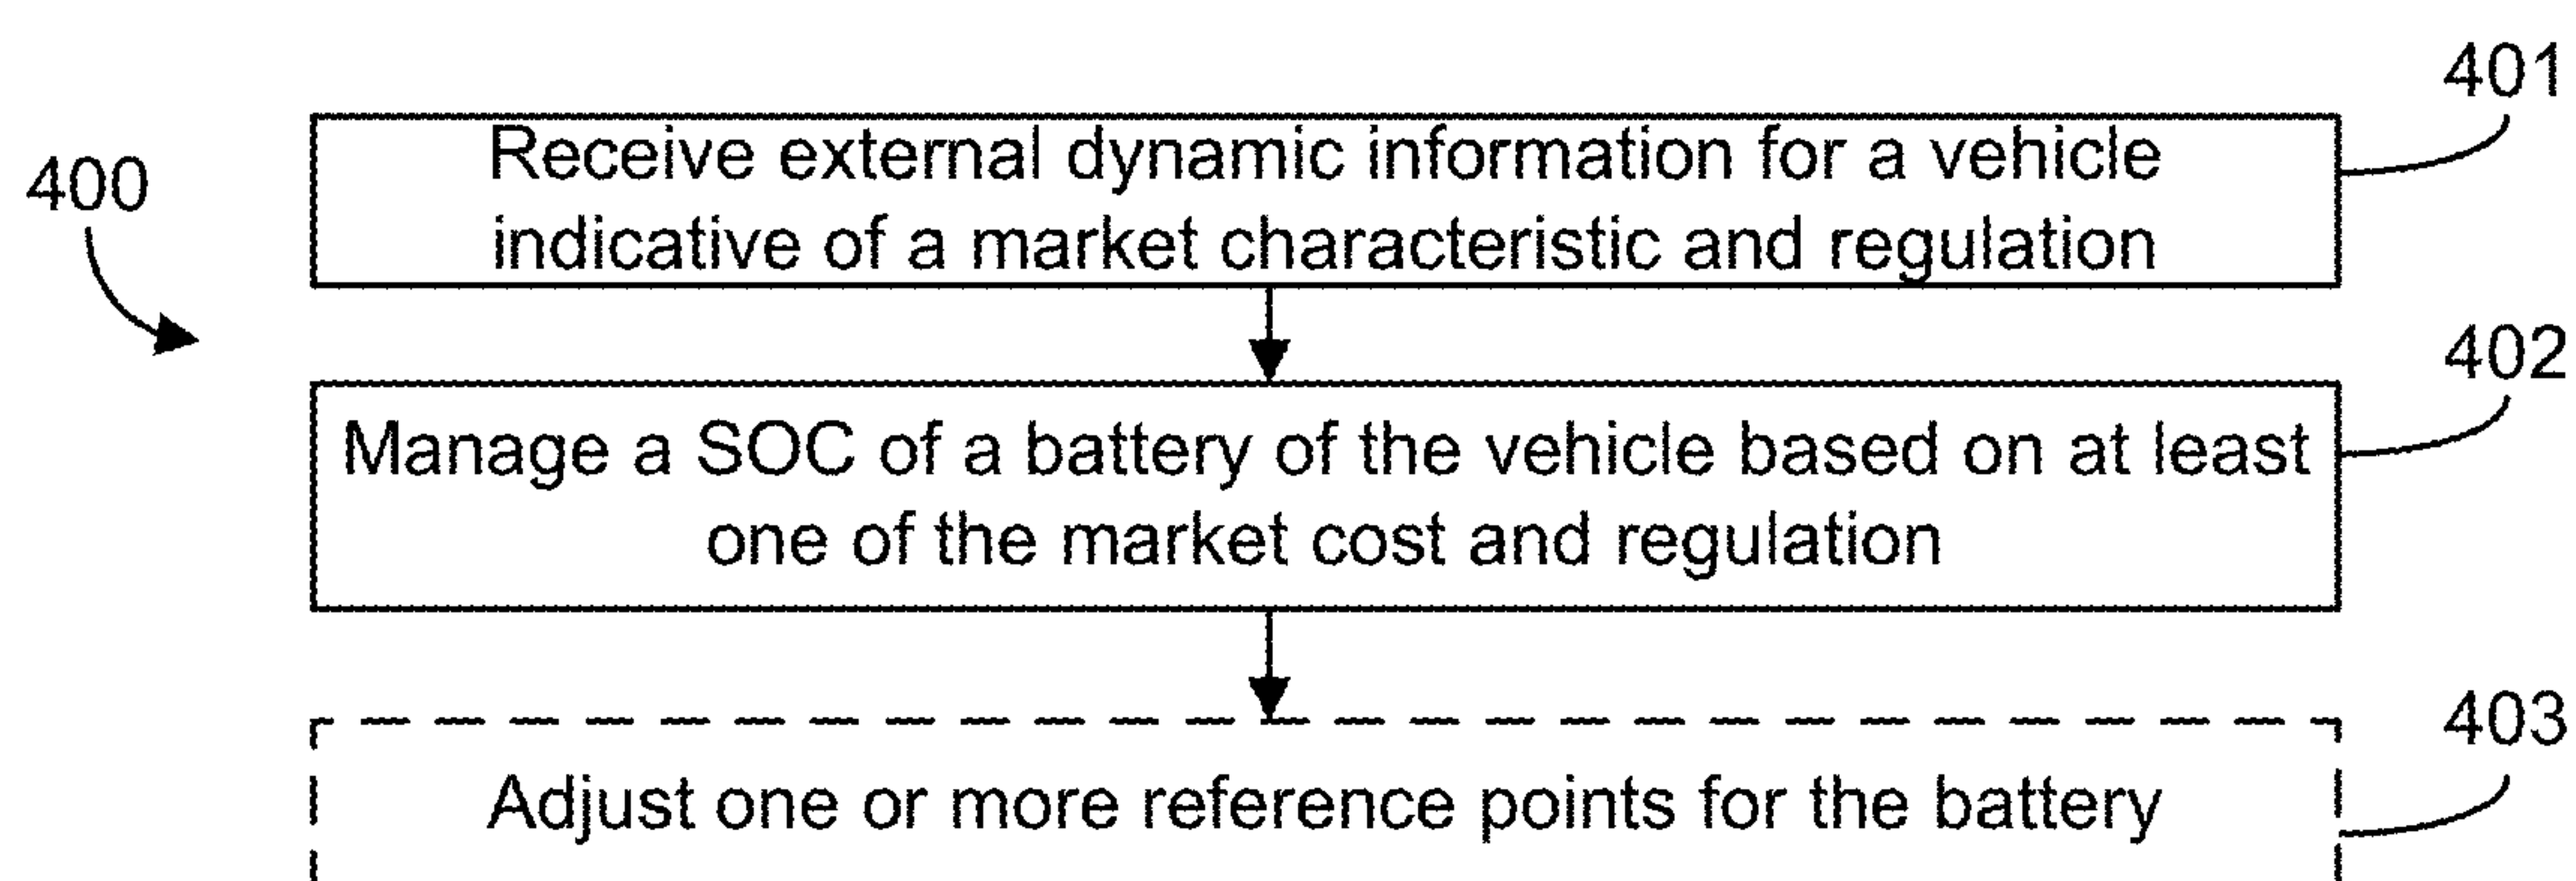 401
400
Receive external dynamic information for a vehicle
indicative of a market characteristic and regulation
402
Manage a SOC of a battery of the vehicle based on at least
one of the market cost and regulation
403
Adjust one or more reference points for the battery